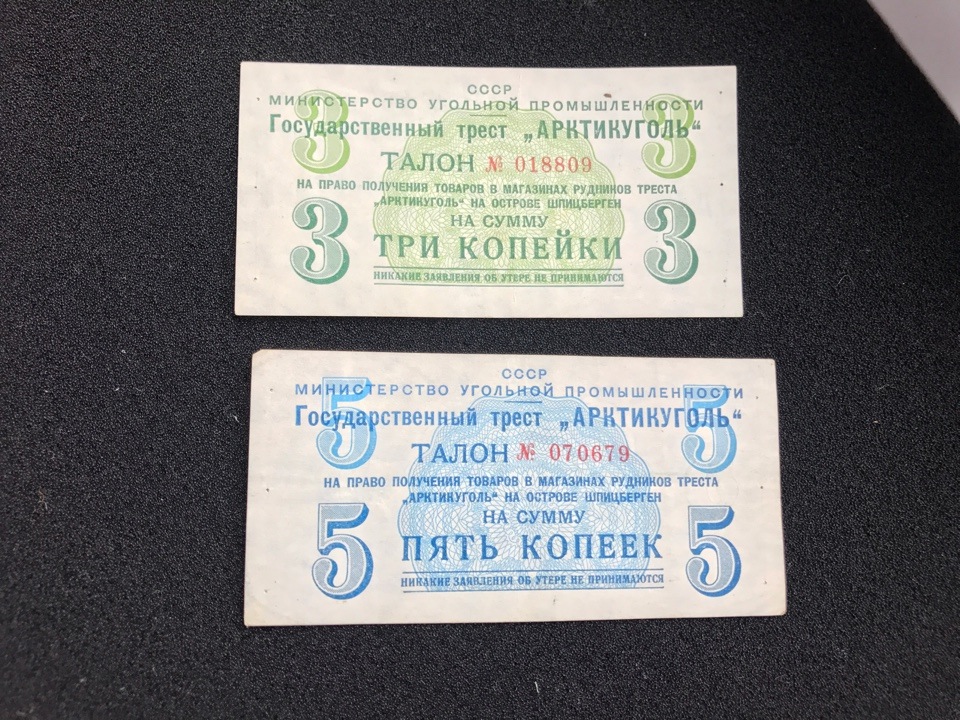 СССР
МИНИСТЕРСТВО УГОЛЬНОЙ ПРОМЫШЛЕННОСТИ
3 3
Государственный трест „АРКТИКУГОЛЬ“
ТАЛОН № 018809
НА ПРАВО ПОЛУЧЕНИЯ ТОВАРОВ В МАГАЗИНАХ РУДНИКОВ ТРЕСТА
„АРКТИКУГОЛЬ“ НА ОСТРОВЕ ШПИЦБЕРГЕН
НА СУММУ
3 ТРИ КОПЕЙКИ 3
НИКАКИЕ ЗАЯВЛЕНИЯ ОБ УТЕРЕ НЕ ПРИНИМАЮТСЯ
СССР
МИНИСТЕРСТВО УГОЛЬНОЙ ПРОМЫШЛЕННОСТИ
5 5
Государственный трест „АРКТИКУГОЛЬ“
ТАЛОН № 070679
НА ПРАВО ПОЛУЧЕНИЯ ТОВАРОВ В МАГАЗИНАХ РУДНИКОВ ТРЕСТА
„АРКТИКУГОЛЬ“ НА ОСТРОВЕ ШПИЦБЕРГЕН
НА СУММУ
5 ПЯТЬ КОПЕЕК 5
НИКАКИЕ ЗАЯВЛЕНИЯ ОБ УТЕРЕ НЕ ПРИНИМАЮТСЯ